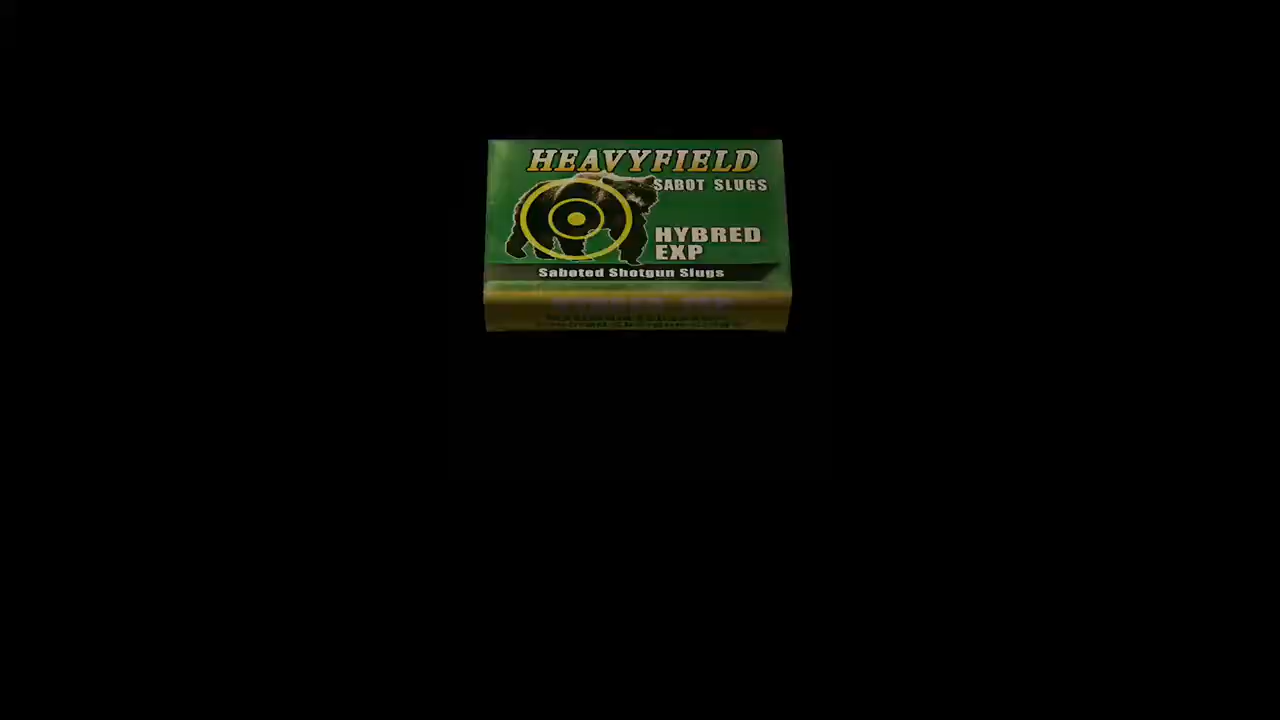 HEAVYFIELD
SABOT SLUGS
HYBRED
EXP
Saboted Shotgun Slugs